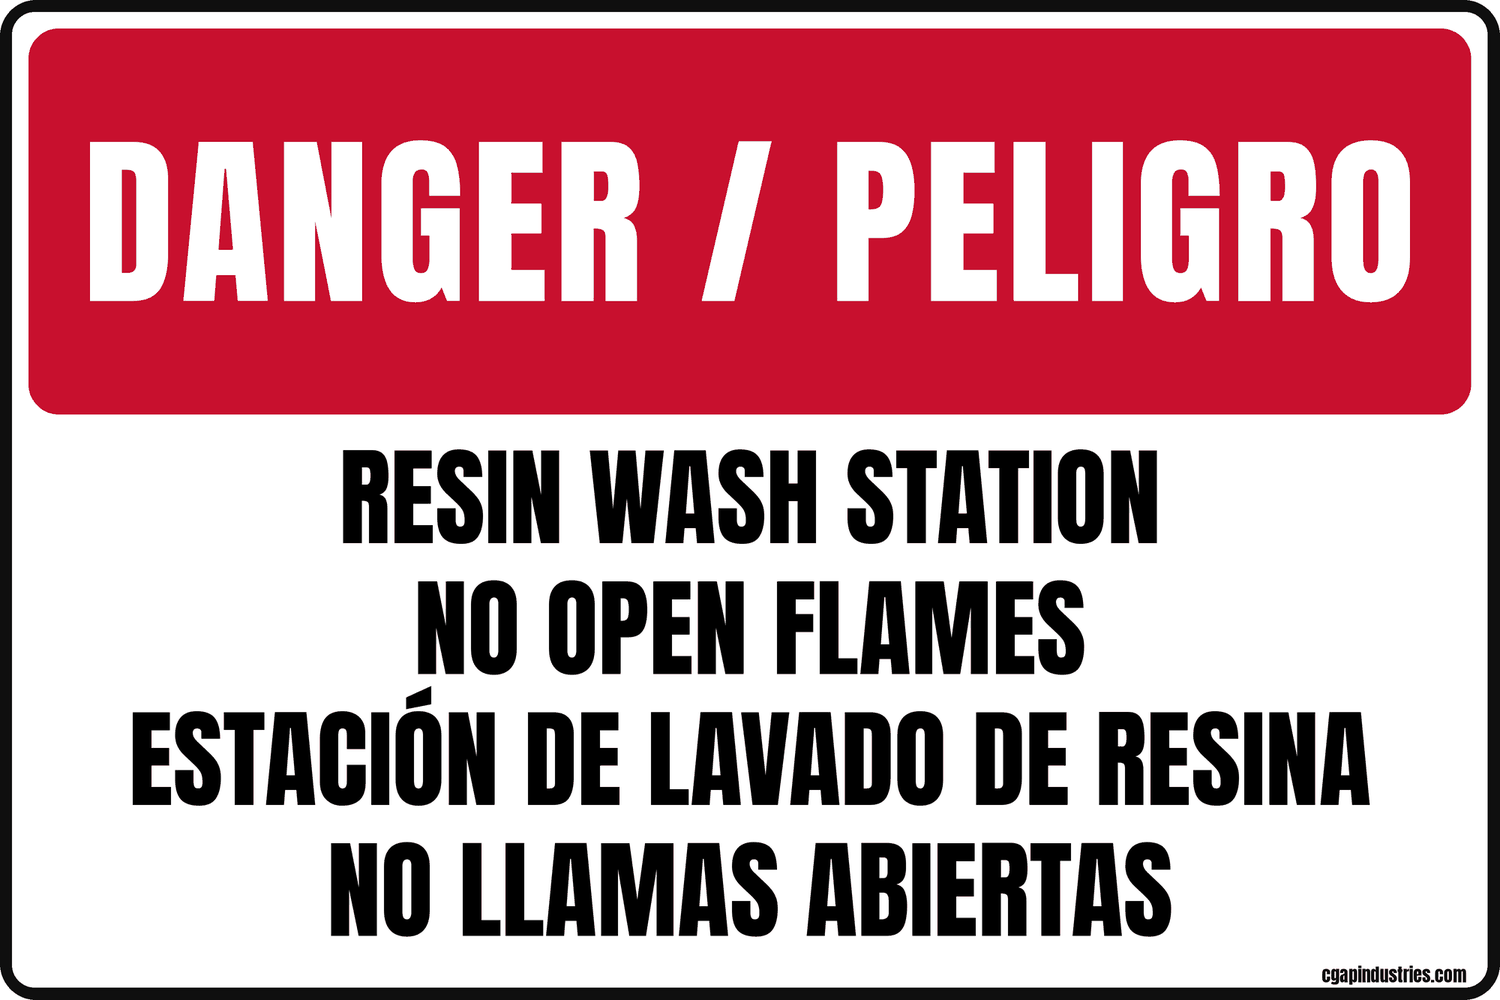 DANGER / PELIGRO
RESIN WASH STATION
NO OPEN FLAMES
ESTACIÓN DE LAVADO DE RESINA
NO LLAMAS ABIERTAS
cgapindustries.com